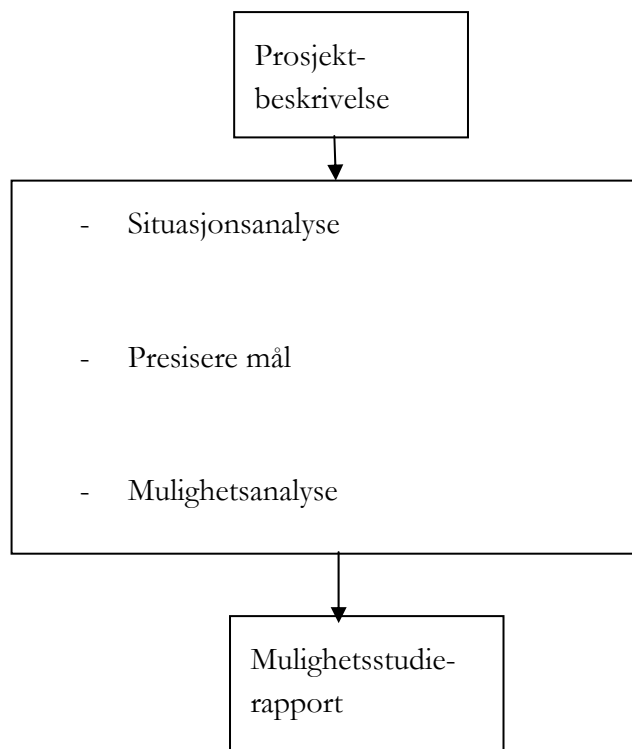 Prosjekt-
beskrivelse
- Situasjonsanalyse
- Presisere mål
- Mulighetsanalyse
Mulighetsstudie-
rapport